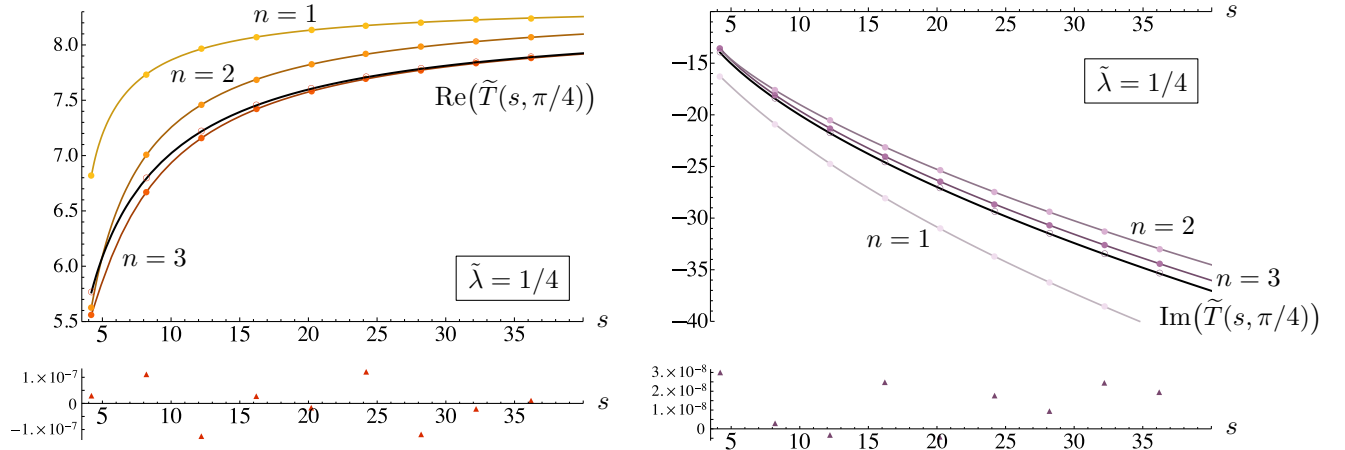 n = 1
n = 2
n = 3
Re(T̃(s, π/4))
λ̃ = 1/4
8.0
7.5
7.0
6.5
6.0
5.5
5 10 15 20 25 30 35 s
1.×10⁻⁷
0
-1.×10⁻⁷
5 10 15 20 25 30 35 s
5 10 15 20 25 30 35 s
−15
−20
−25
−30
−35
−40
λ̃ = 1/4
n = 1
n = 2
n = 3
Im(T̃(s, π/4))
3.×10⁻⁸
2.×10⁻⁸
1.×10⁻⁸
0
5 10 15 20 25 30 35 s